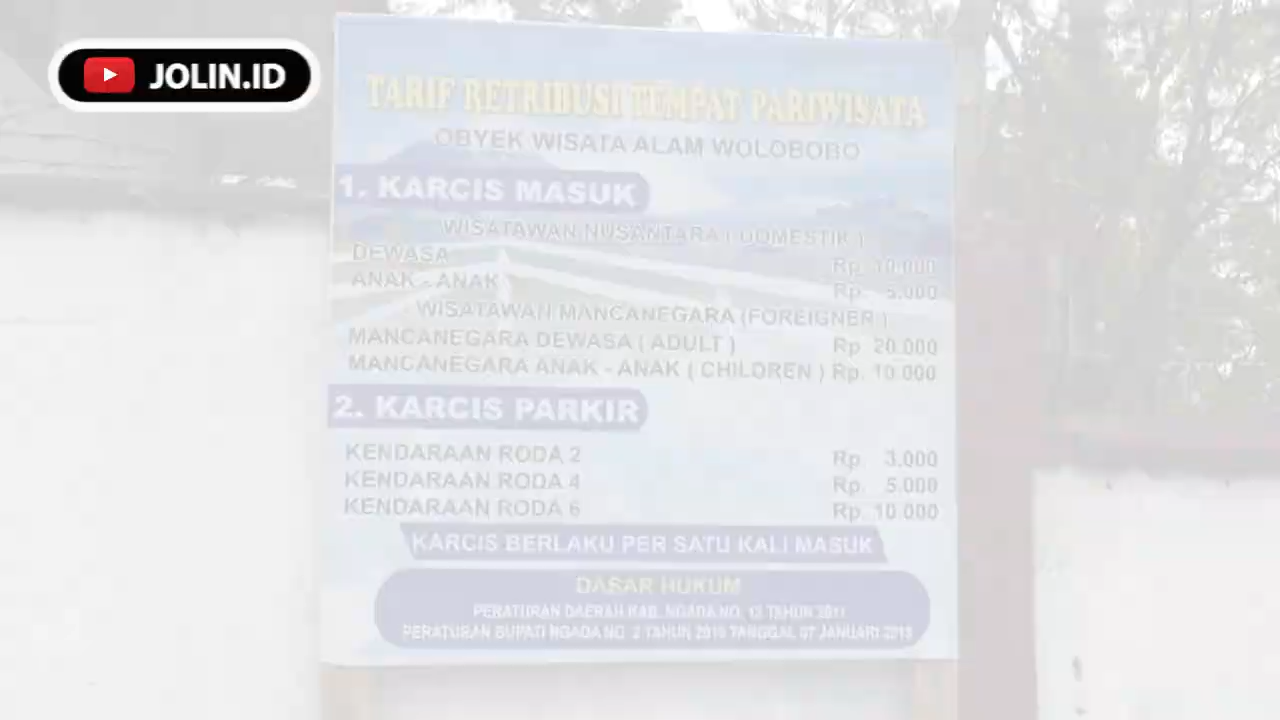 JOLIN.ID
TARIF RETRIBUSI TEMPAT PARIWISATA
OBYEK WISATA ALAM WOLOBOBO
1. KARCIS MASUK
WISATAWAN NUSANTARA ( DOMESTIK )
DEWASA Rp. 10.000
ANAK - ANAK Rp. 5.000
WISATAWAN MANCANEGARA (FOREIGNER )
MANCANEGARA DEWASA ( ADULT ) Rp. 20.000
MANCANEGARA ANAK - ANAK ( CHILDREN ) Rp. 10.000
2. KARCIS PARKIR
KENDARAAN RODA 2 Rp. 3.000
KENDARAAN RODA 4 Rp. 5.000
KENDARAAN RODA 6 Rp. 10.000
KARCIS BERLAKU PER SATU KALI MASUK
DASAR HUKUM
PERATURAN DAERAH KAB. NGADA NO. 12 TAHUN 2011
PERATURAN BUPATI NGADA NO. 2 TAHUN TANGGAL 07 JANUARI